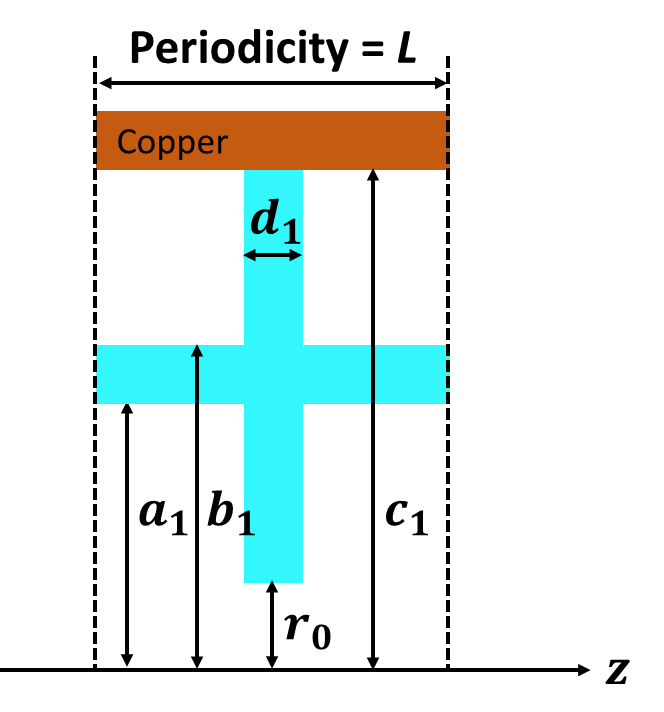 Periodicity = L
Copper
d₁
a₁
b₁
c₁
r₀
z